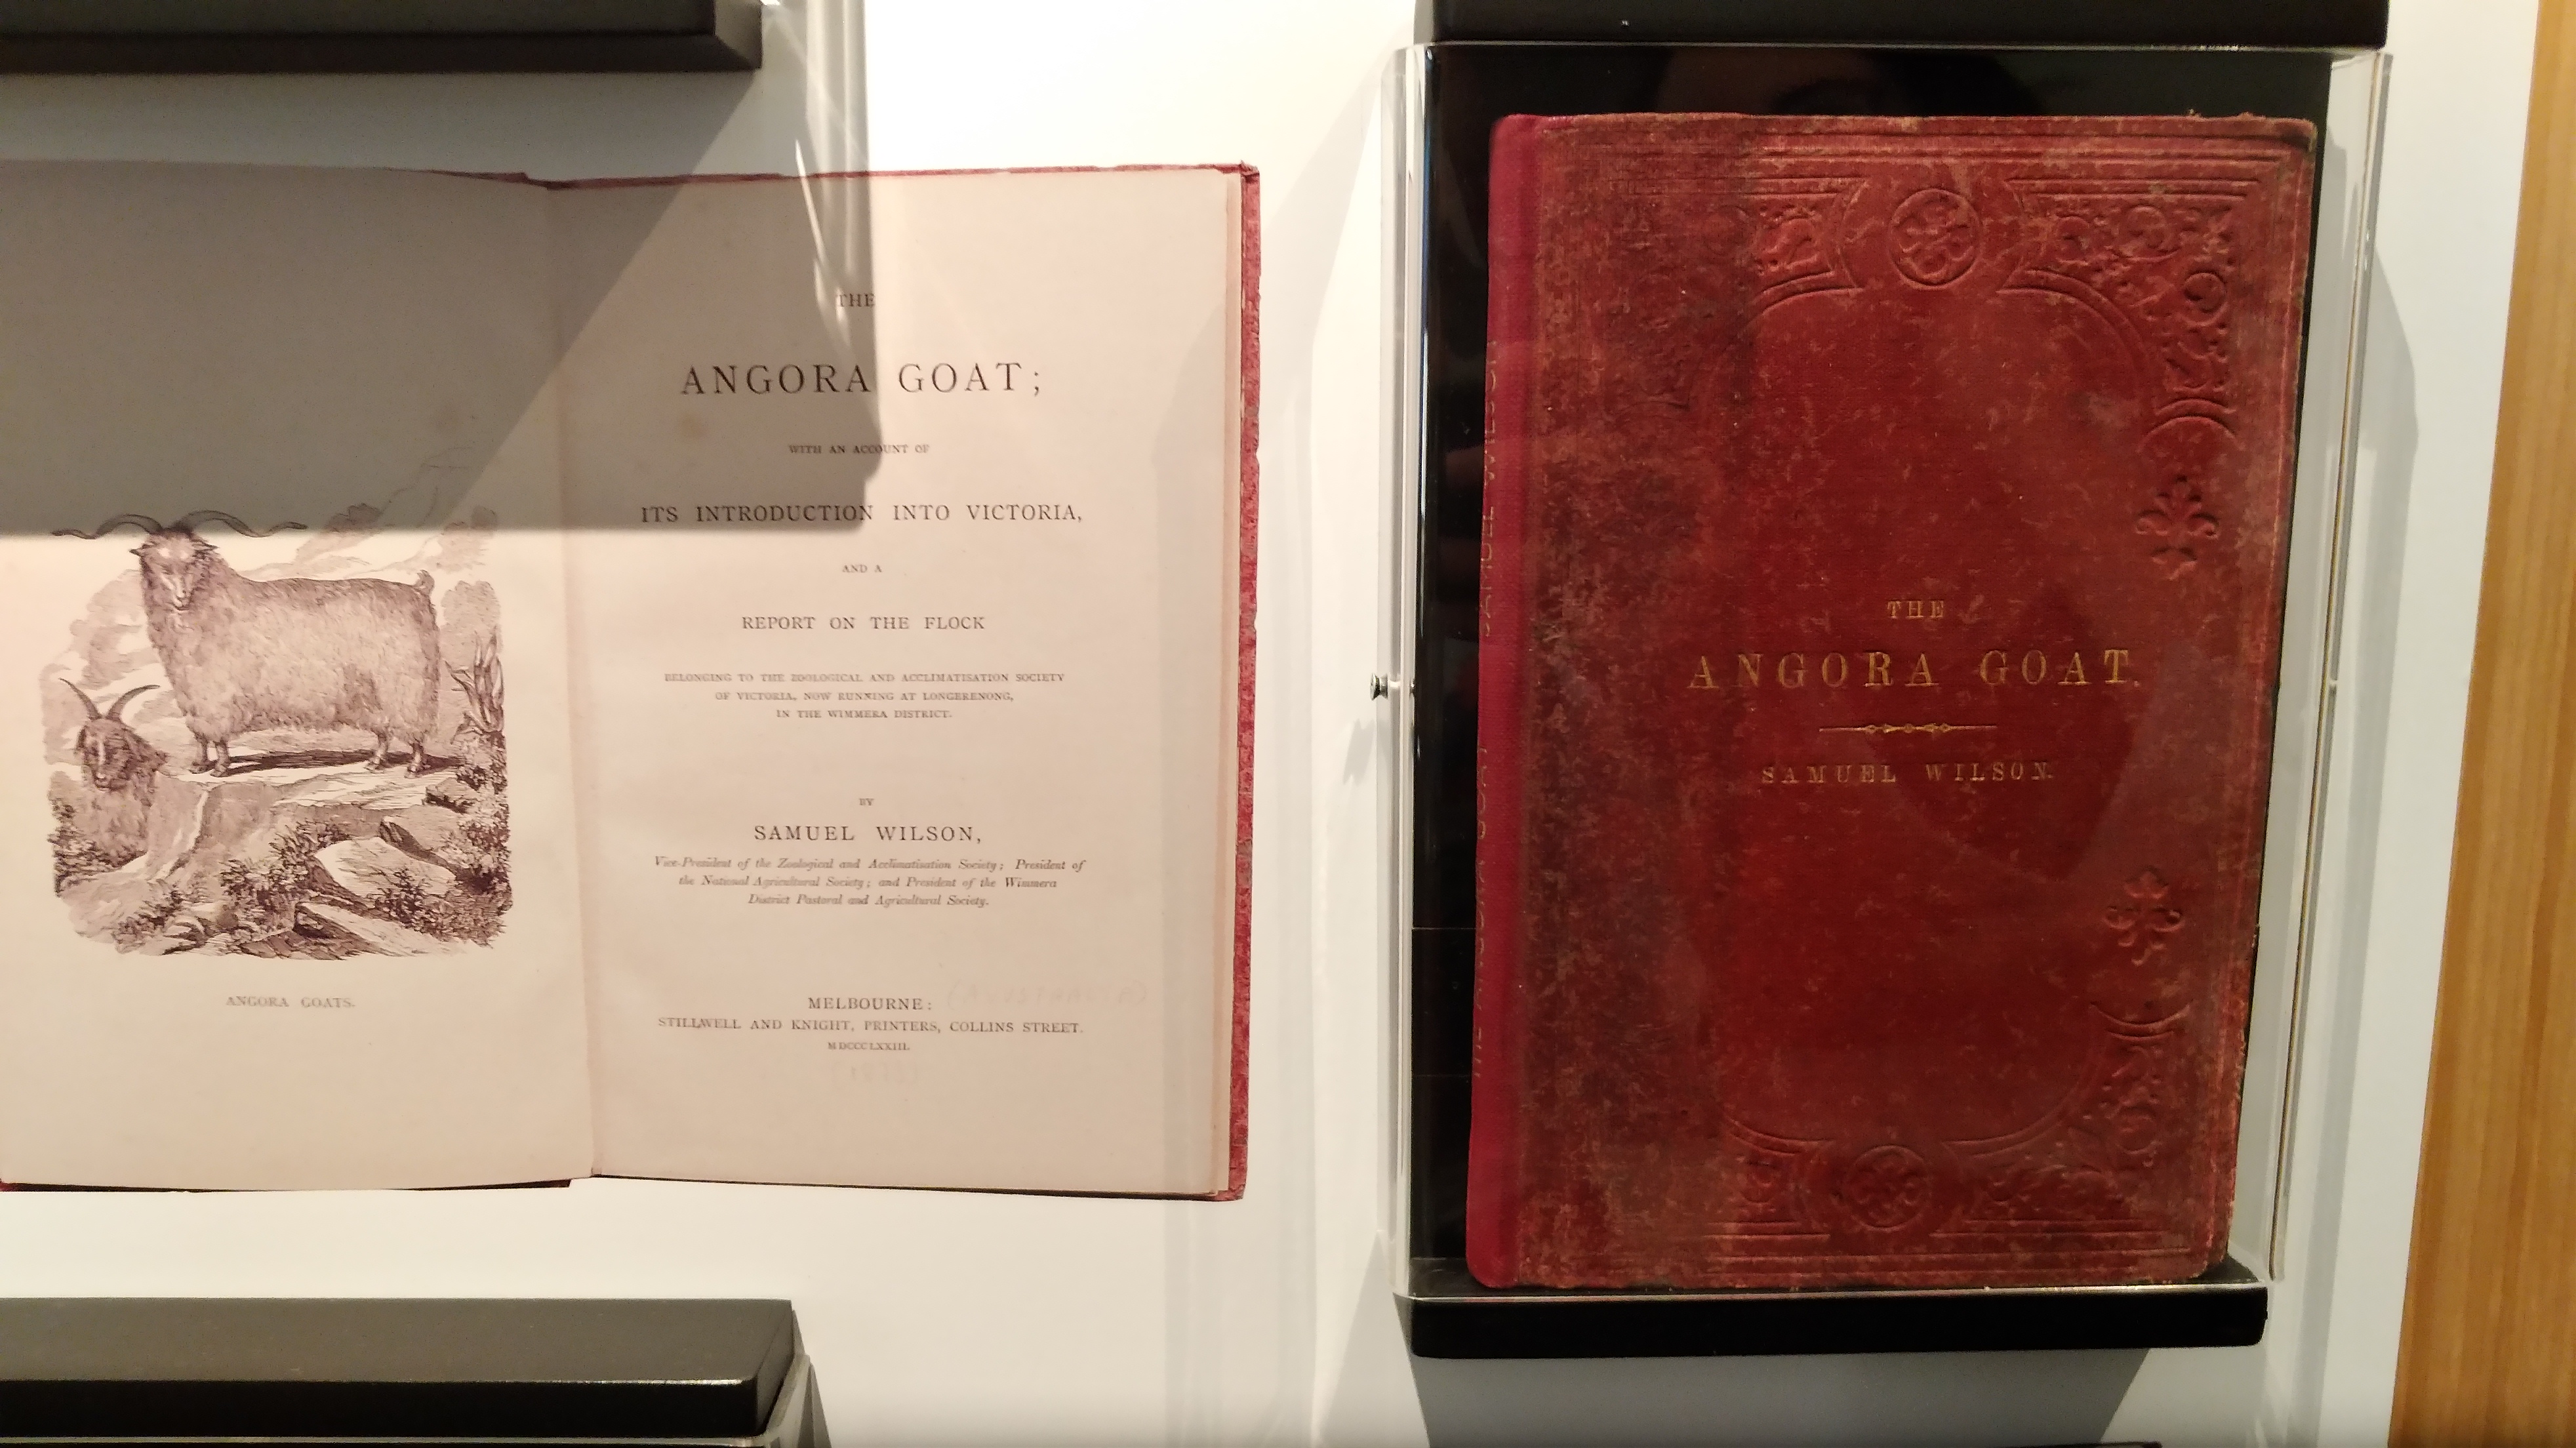 THE
ANGORA GOAT;
WITH AN ACCOUNT OF
ITS INTRODUCTION INTO VICTORIA,
AND A
REPORT ON THE FLOCK
BELONGING TO THE ZOOLOGICAL AND ACCLIMATISATION SOCIETY
OF VICTORIA, NOW RUNNING AT LONGERENONG,
IN THE WIMMERA DISTRICT.
BY
SAMUEL WILSON,
Vice-President of the Zoological and Acclimatisation Society; President of
the National Agricultural Society; and President of the Wimmera
District Pastoral and Agricultural Society.
MELBOURNE:
STILLWELL AND KNIGHT, PRINTERS, COLLINS STREET.
MDCCCLXXIII.
ANGORA GOATS.
THE
ANGORA GOAT.
SAMUEL WILSON.
SAMUEL WILSON